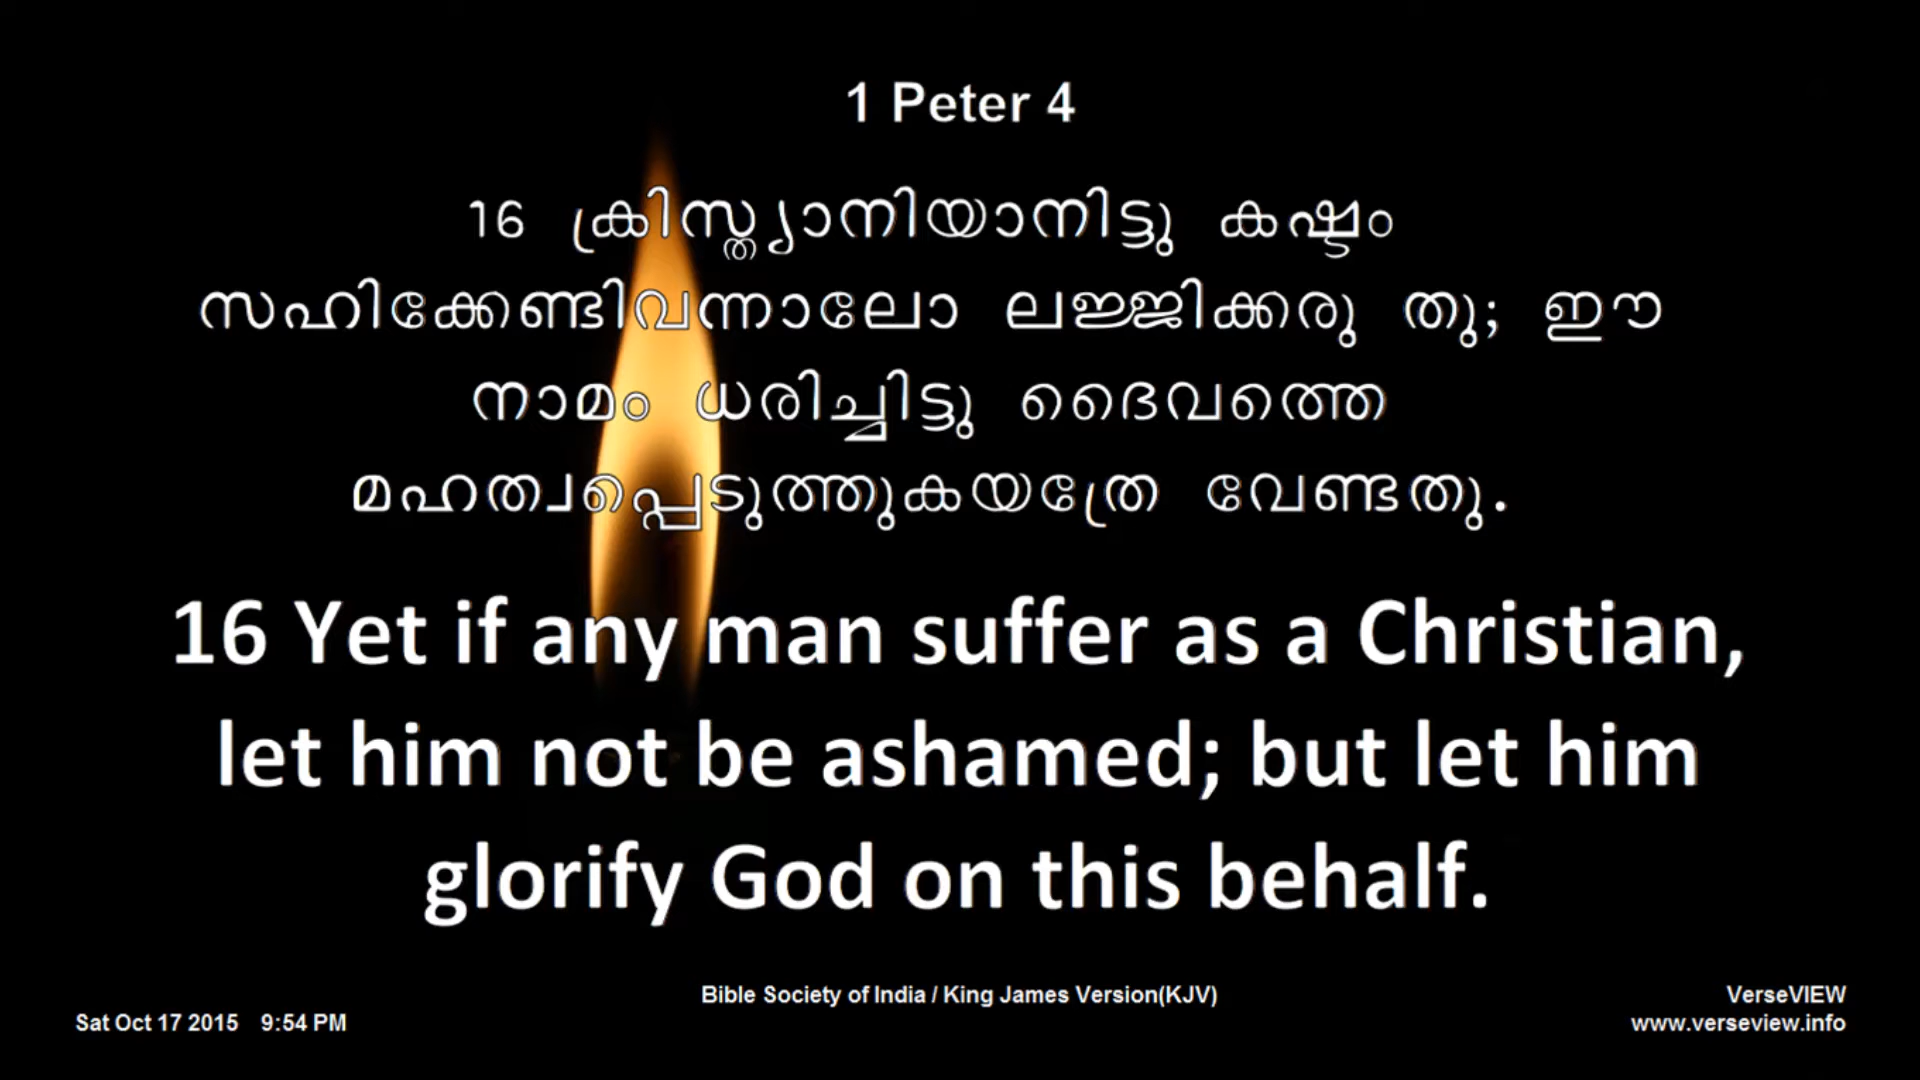 1 Peter 4
16 ക്രിസ്ത്യാനിയാനിട്ടു കഷ്ടം
സഹിക്കേണ്ടിവന്നാലോ ലജ്ജിക്കരു തു; ഈ
നാമം ധരിച്ചിട്ടു ദൈവത്തെ
മഹത്വപ്പെടുത്തുകയത്രേ വേണ്ടതു.
16 Yet if any man suffer as a Christian,
let him not be ashamed; but let him
glorify God on this behalf.
Bible Society of India / King James Version(KJV)
VerseVIEW
Sat Oct 17 2015 9:54 PM
www.verseview.info